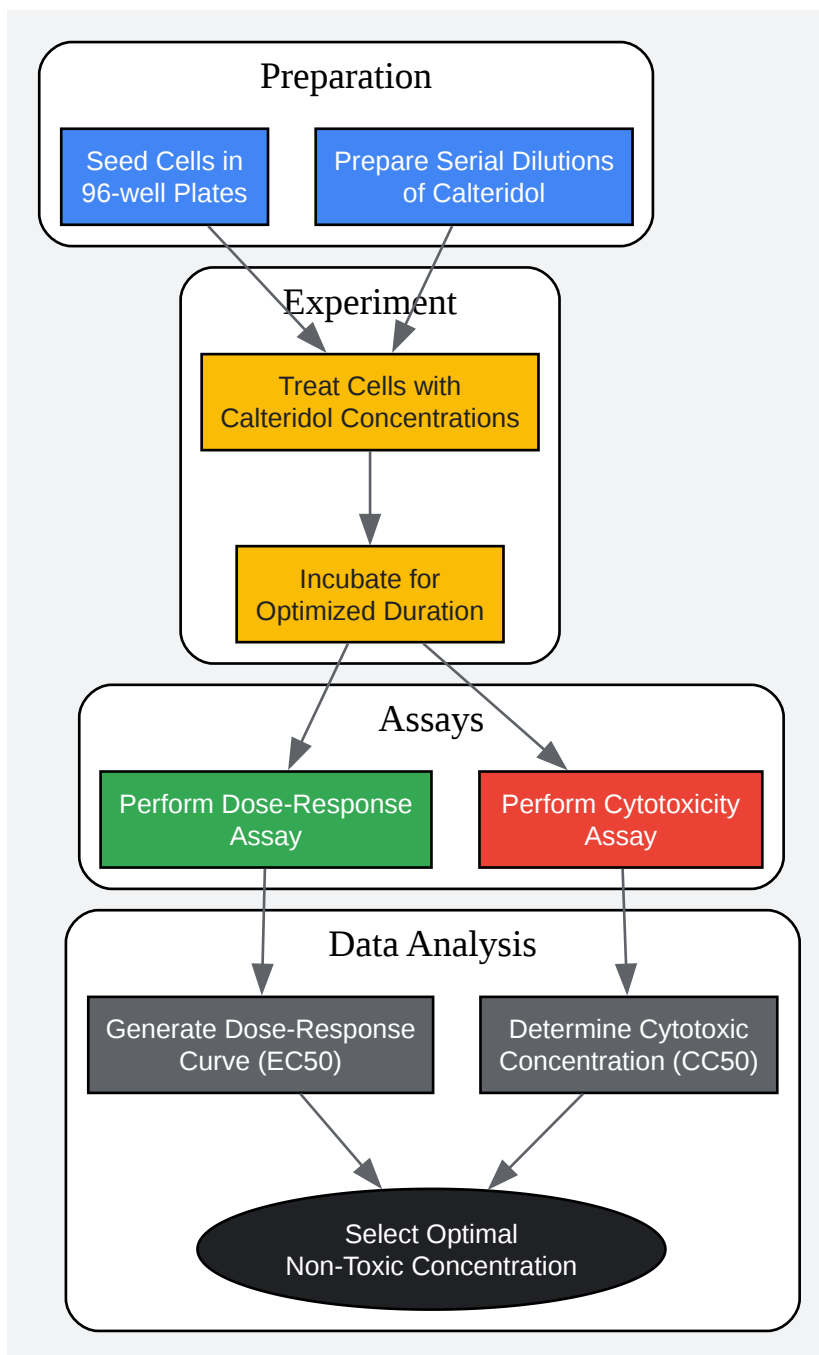 Preparation
Seed Cells in
96-well Plates
Prepare Serial Dilutions
of Calteridol
Experiment
Treat Cells with
Calteridol Concentrations
Incubate for
Optimized Duration
Assays
Perform Dose-Response
Assay
Perform Cytotoxicity
Assay
Data Analysis
Generate Dose-Response
Curve (EC50)
Determine Cytotoxic
Concentration (CC50)
Select Optimal
Non-Toxic Concentration